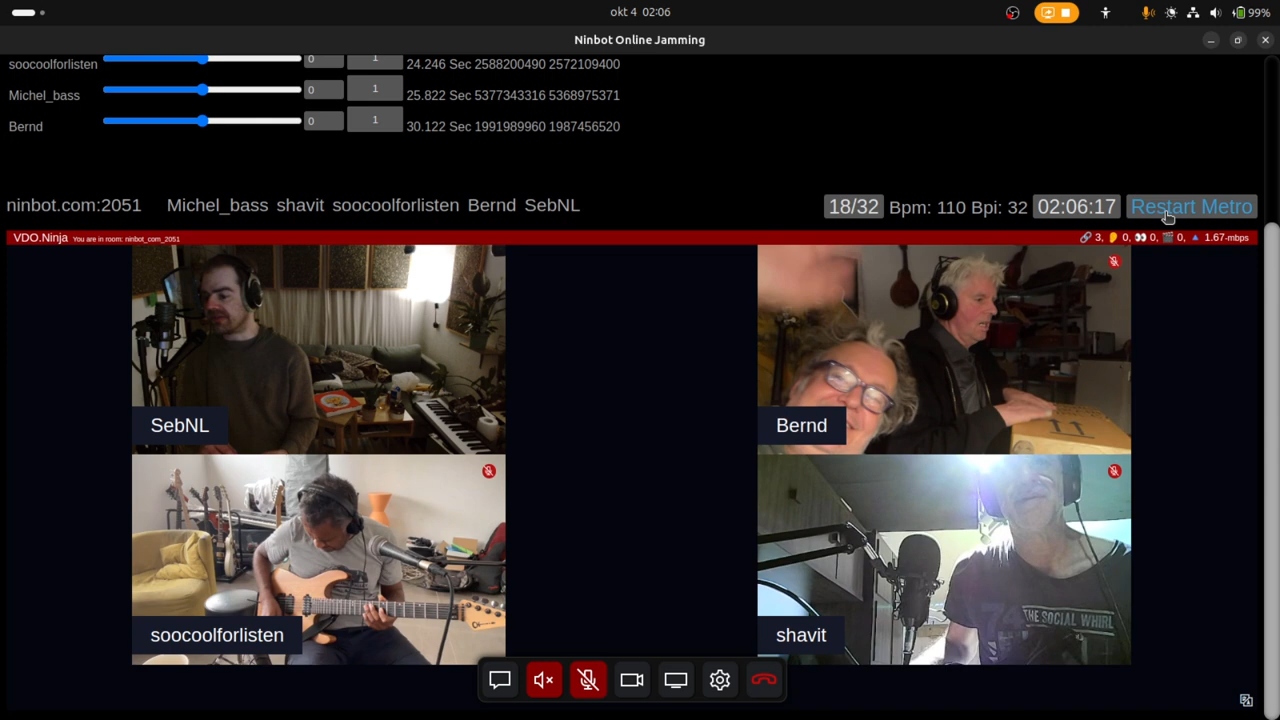 okt 4 02:06
99%
Ninbot Online Jamming
soocoolforlisten 0 1 24.246 Sec 2588200490 2572109400
Michel_bass 0 1 25.822 Sec 5377343316 5368975371
Bernd 0 1 30.122 Sec 1991989960 1987456520
ninbot.com:2051 Michel_bass shavit soocoolforlisten Bernd SebNL 18/32 Bpm: 110 Bpi: 32 02:06:17 Restart Metro
VDO.Ninja You are in room: ninbot_com_2051 3, 0, 0, 0, 1.67-mbps
SebNL
Bernd
soocoolforlisten
THE SOCIAL WHIRL
shavit